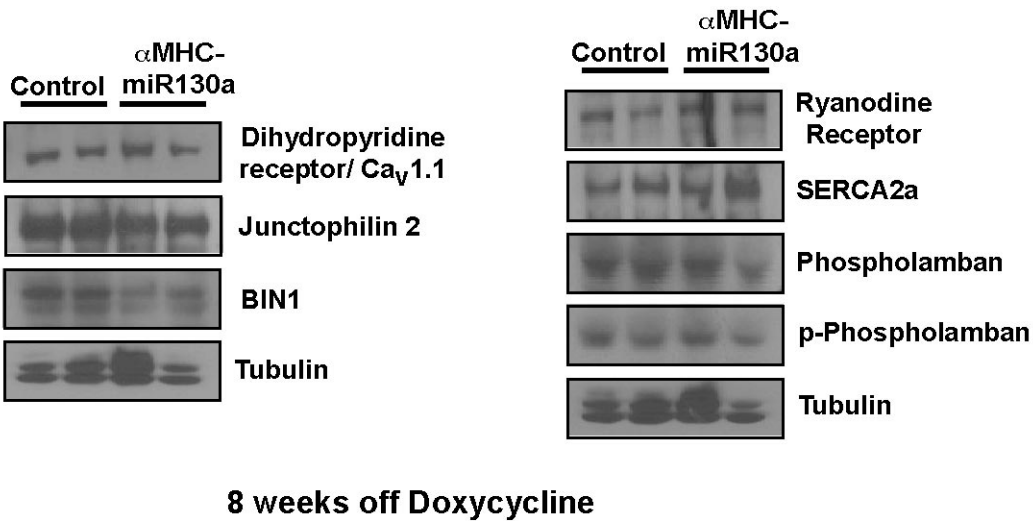 Control
αMHC-
miR130a
Dihydropyridine
receptor/ CaV1.1
Junctophilin 2
BIN1
Tubulin
Control
αMHC-
miR130a
Ryanodine
Receptor
SERCA2a
Phospholamban
p-Phospholamban
Tubulin
8 weeks off Doxycycline